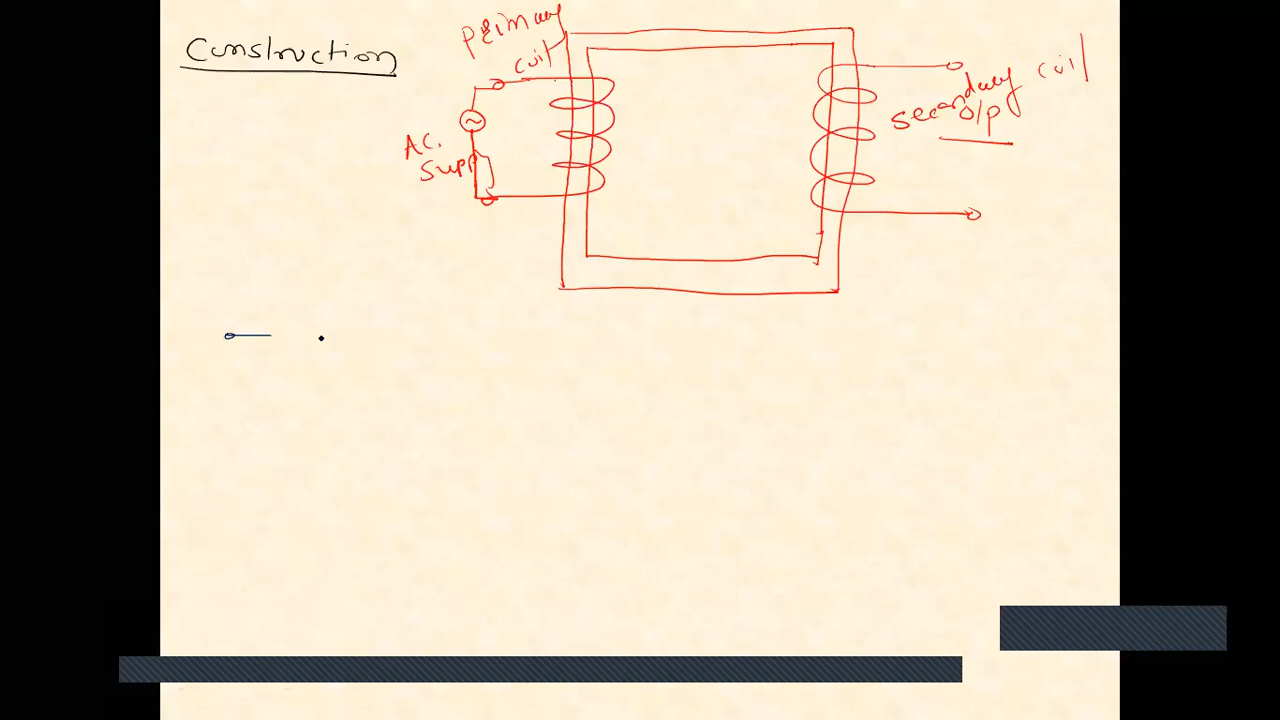 Construction
Primary
coil
A.C.
Supply
Secondary coil
O/P